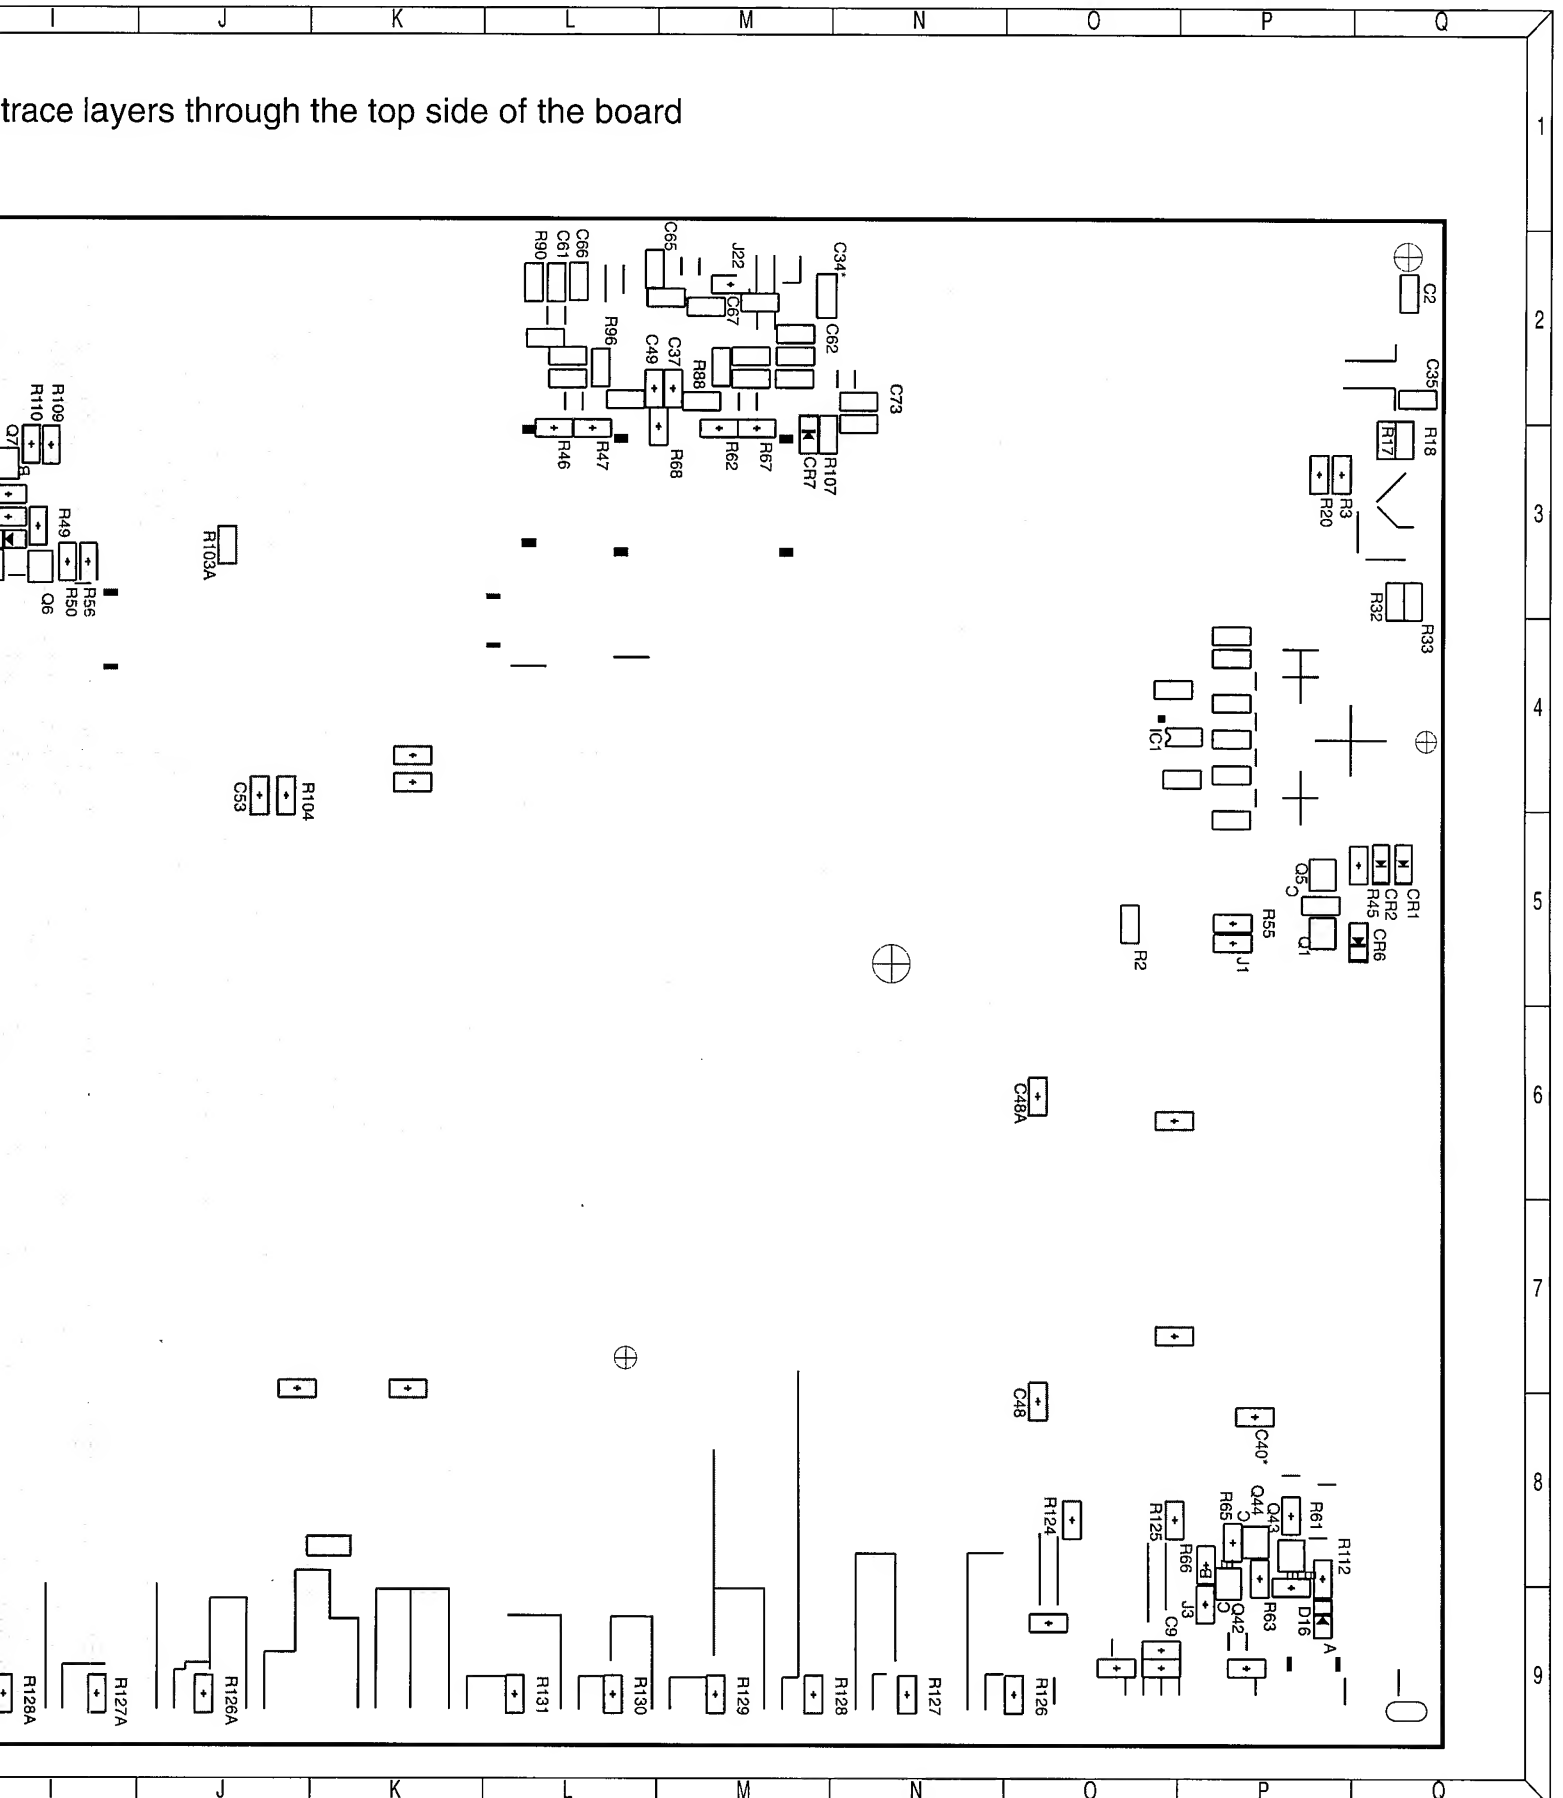 I J K L M N O P Q
trace layers through the top side of the board
1
2
3
4
5
6
7
8
9
R90
C61
C66
C65
J22
C67
C34*
C62
C2
R96
C49
C37
R88
C73
C35
R110
R109
Q7
B
R46
R47
R68
R62
R67
CR7
R107
R17
R18
R20
R3
R49
R103A
Q6
R50
R56
R32
R33
IC1
C53
R104
Q5
C
R45
CR2
CR1
R2
R55
J1
Q1
CR6
C48A
C48
C40*
R124
R125
R65
Q44
C
Q43
R61
R112
R66
B
J3
C
Q42
R63
D16
A
C9
R128A
R127A
R126A
R131
R130
R129
R128
R127
R126
I J K L M N O P Q